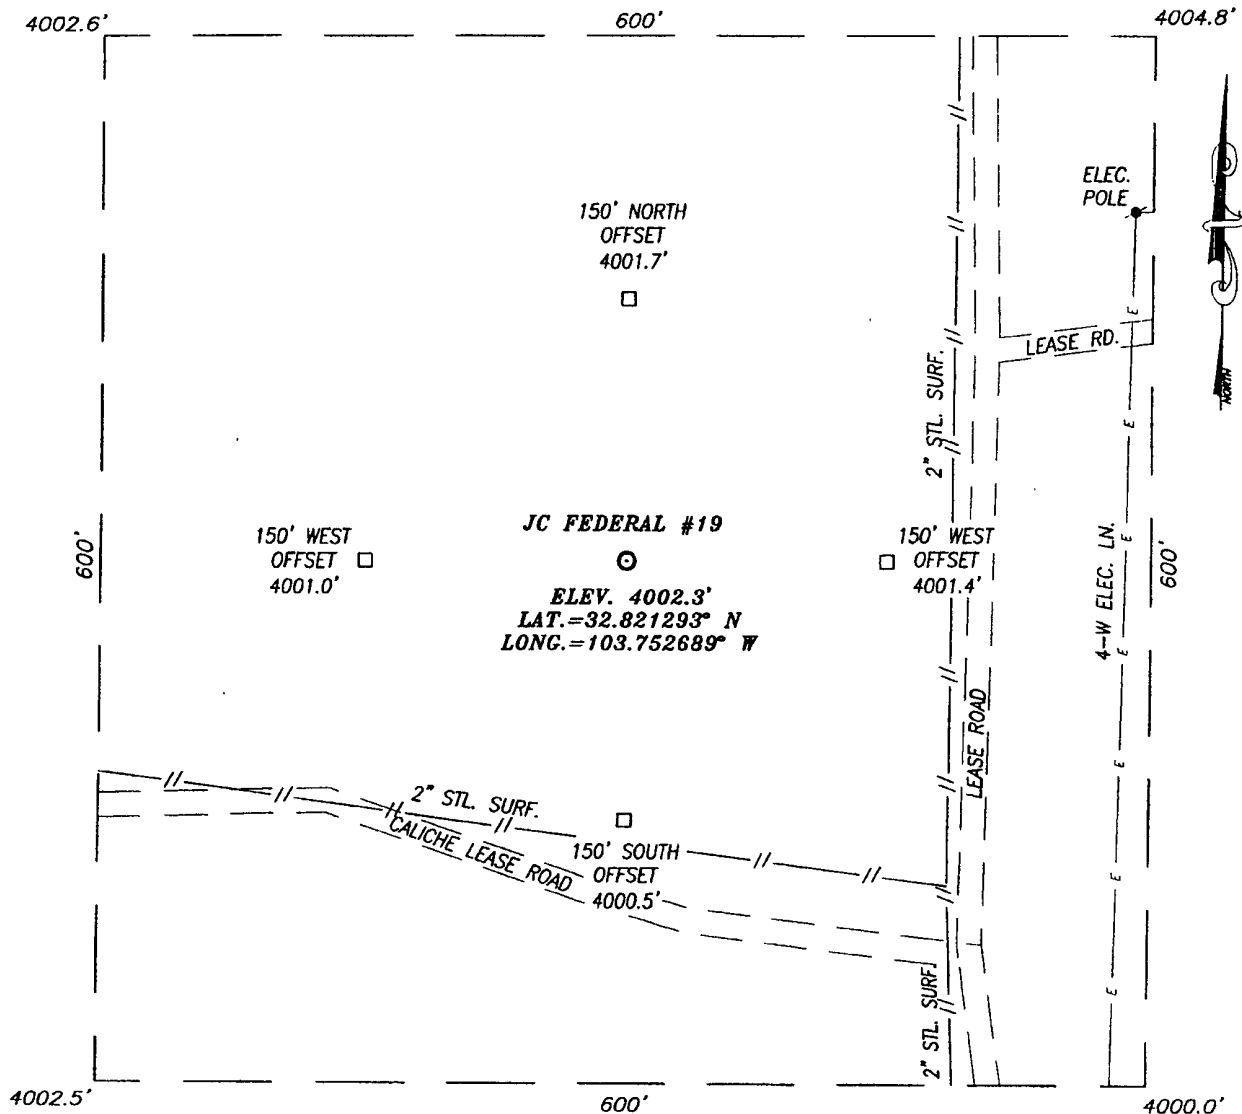 4002.6'
600'
4004.8'
ELEC.
POLE
150' NORTH
OFFSET
4001.7'
NORTH
LEASE RD.
2" STL. SURF.
JC FEDERAL #19
150' WEST
OFFSET
4001.0'
150' WEST
OFFSET
4001.4'
600'
600'
ELEV. 4002.3'
LAT.=32.821293° N
LONG.=103.752689° W
4-W ELEC. LN.
E
E
E
E
E
E
E
LEASE ROAD
2" STL. SURF.
CALICHE LEASE ROAD
150' SOUTH
OFFSET
4000.5'
2" STL. SURF.
4002.5'
600'
4000.0'